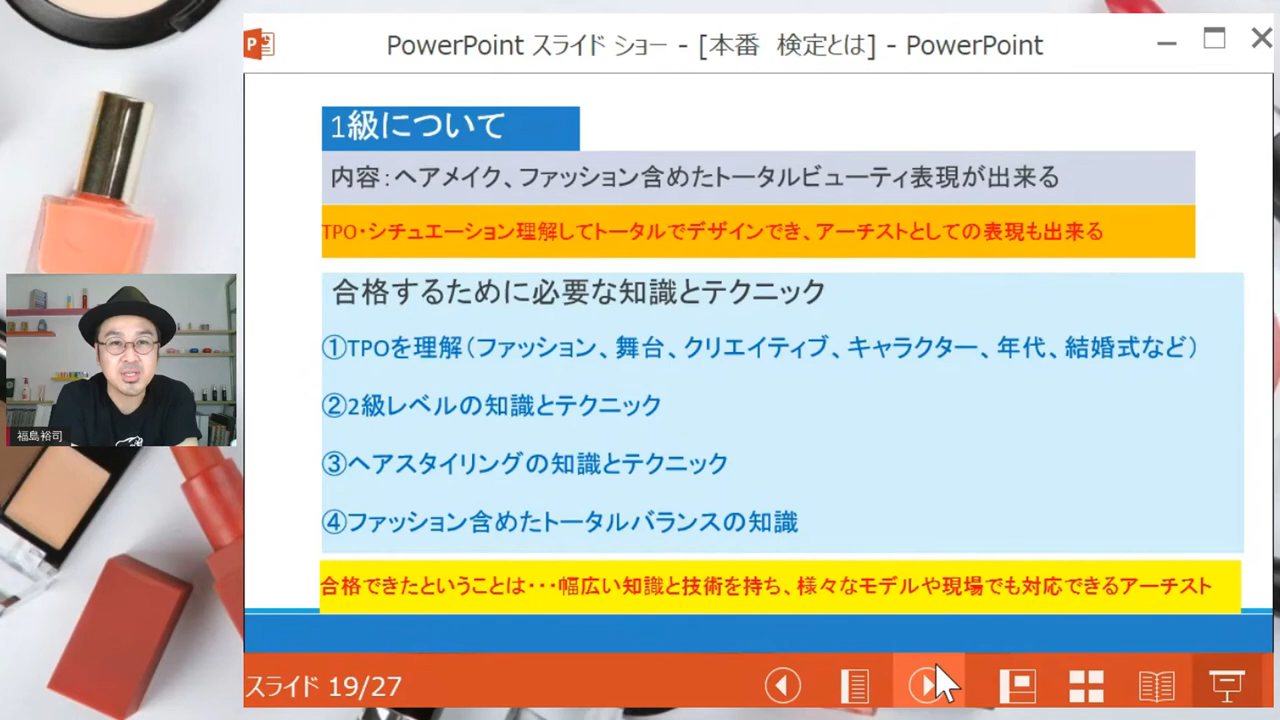 PowerPoint スライド ショー - [本番　検定とは] - PowerPoint
1級について
内容：ヘアメイク、ファッション含めたトータルビューティ表現が出来る
TPO・シチュエーション理解してトータルでデザインでき、アーチストとしての表現も出来る
合格するために必要な知識とテクニック
①TPOを理解（ファッション、舞台、クリエイティブ、キャラクター、年代、結婚式など）
②2級レベルの知識とテクニック
③ヘアスタイリングの知識とテクニック
④ファッション含めたトータルバランスの知識
合格できたということは・・・幅広い知識と技術を持ち、様々なモデルや現場でも対応できるアーチスト
福島裕司
スライド 19/27